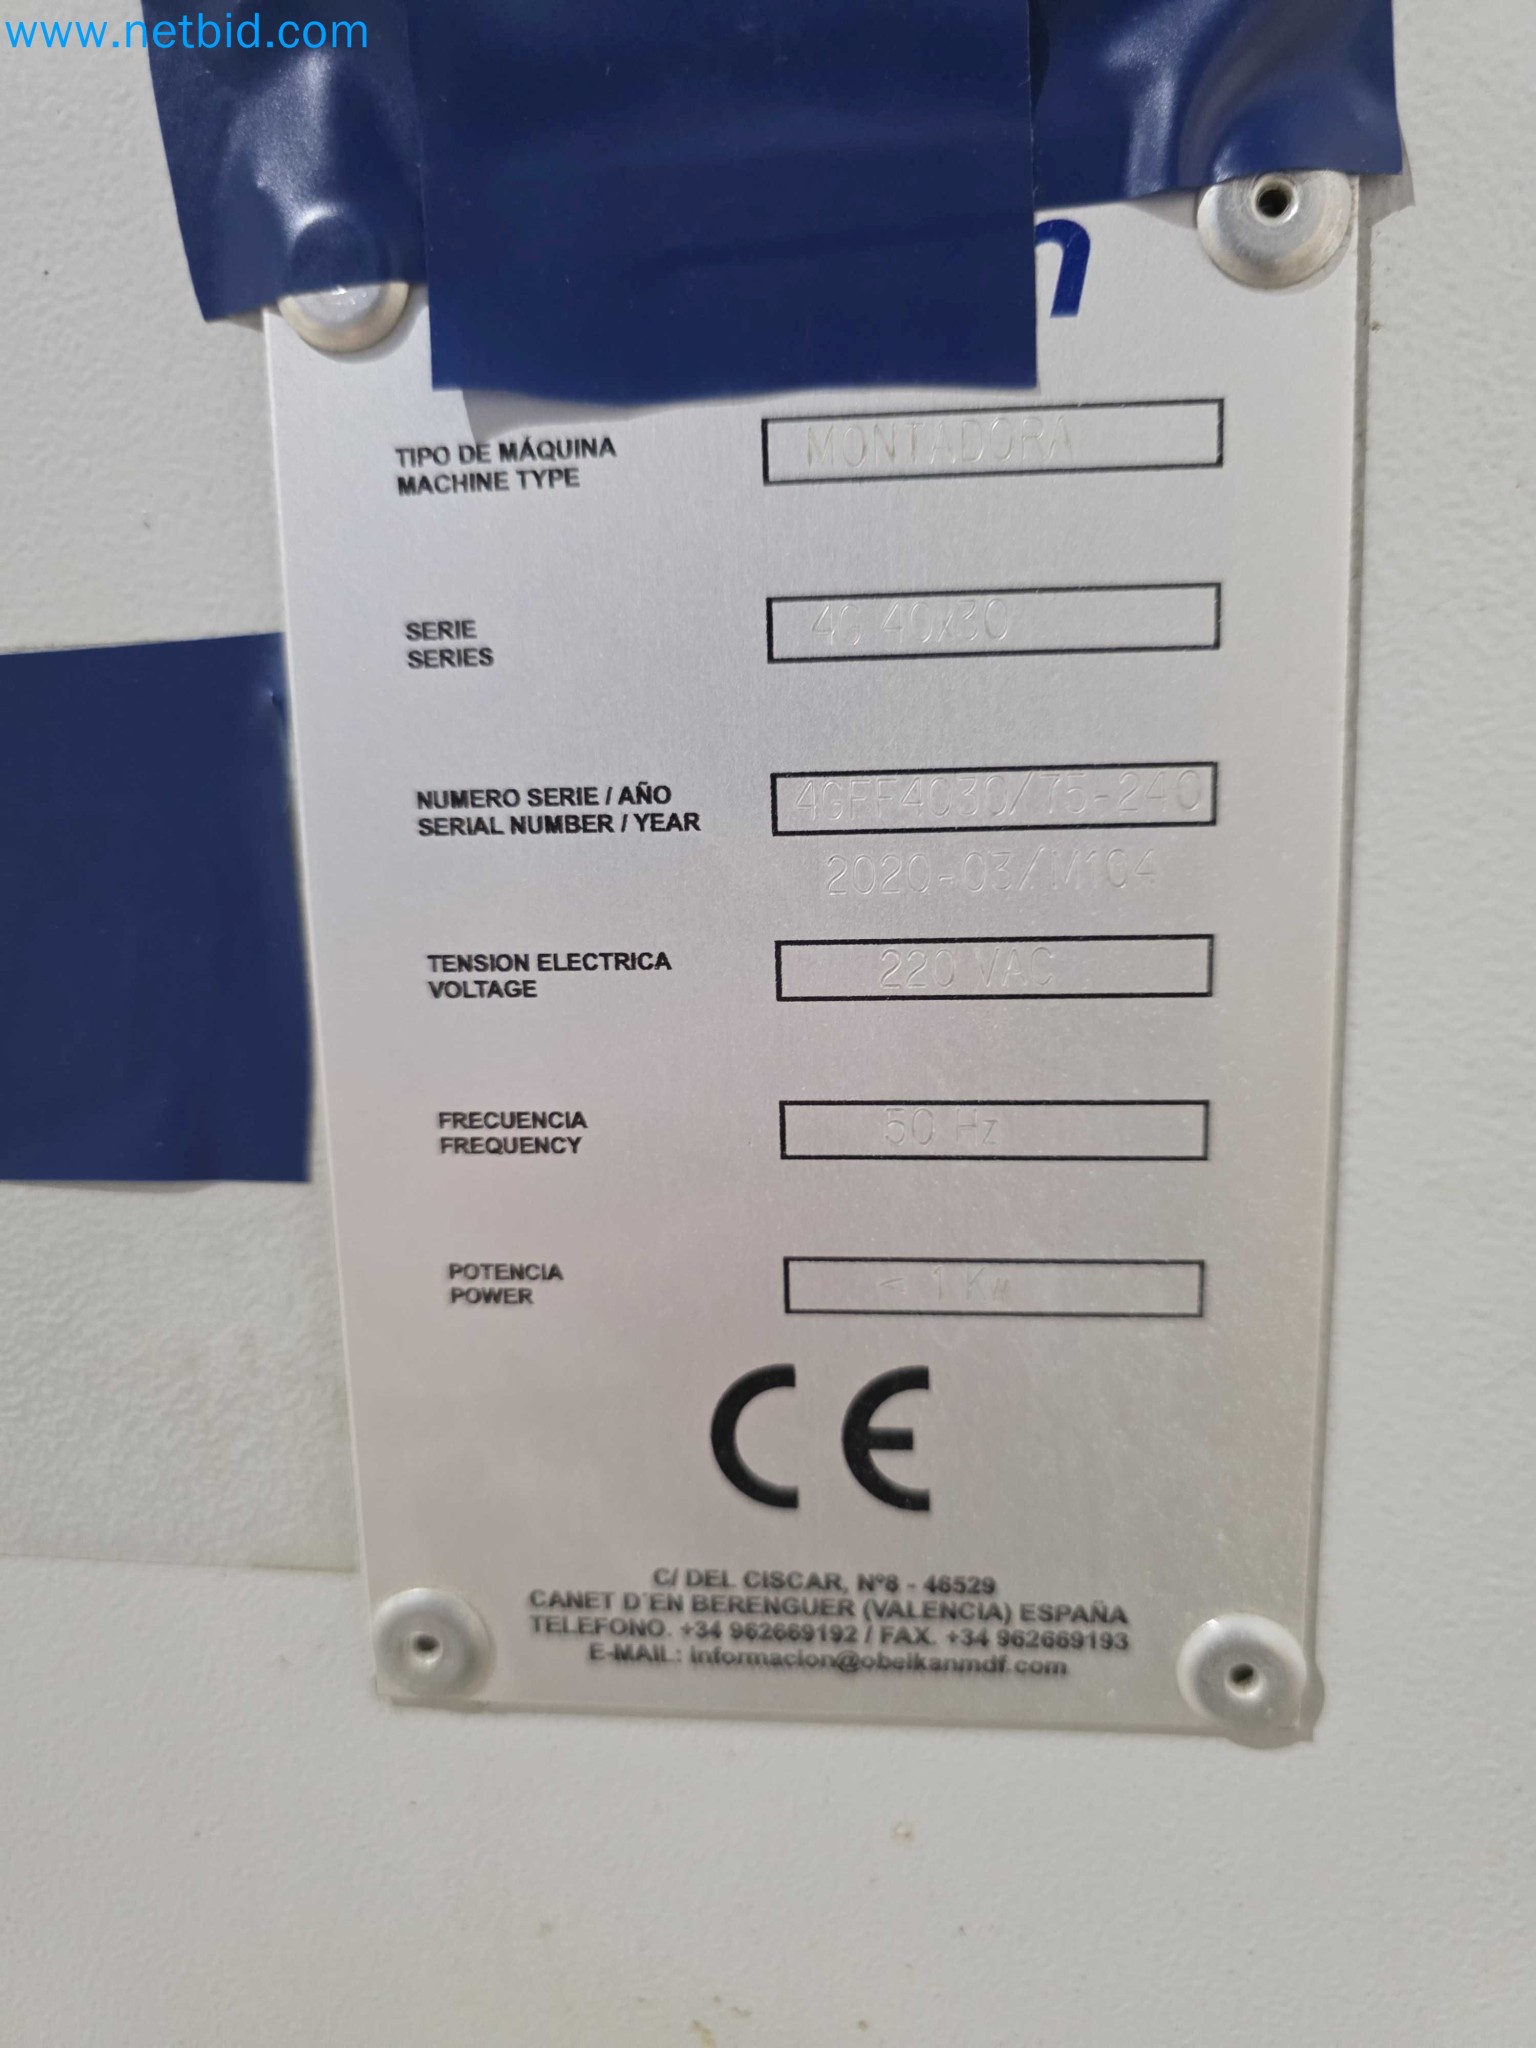 www.netbid.com
n
TIPO DE MÁQUINA
MACHINE TYPE
MONTADORA
SERIE
SERIES
4G 40x30
NUMERO SERIE / AÑO
SERIAL NUMBER / YEAR
4GFF4030/75-240
2020-03/M104
TENSION ELECTRICA
VOLTAGE
220 VAC
FRECUENCIA
FREQUENCY
50 Hz
POTENCIA
POWER
< 1 Kw
CE
C/ DEL CISCAR, Nº8 - 46529
CANET D´EN BERENGUER (VALENCIA) ESPAÑA
TELEFONO. +34 962669192 / FAX. +34 962669193
E-MAIL: informacion@obeikanmdf.com